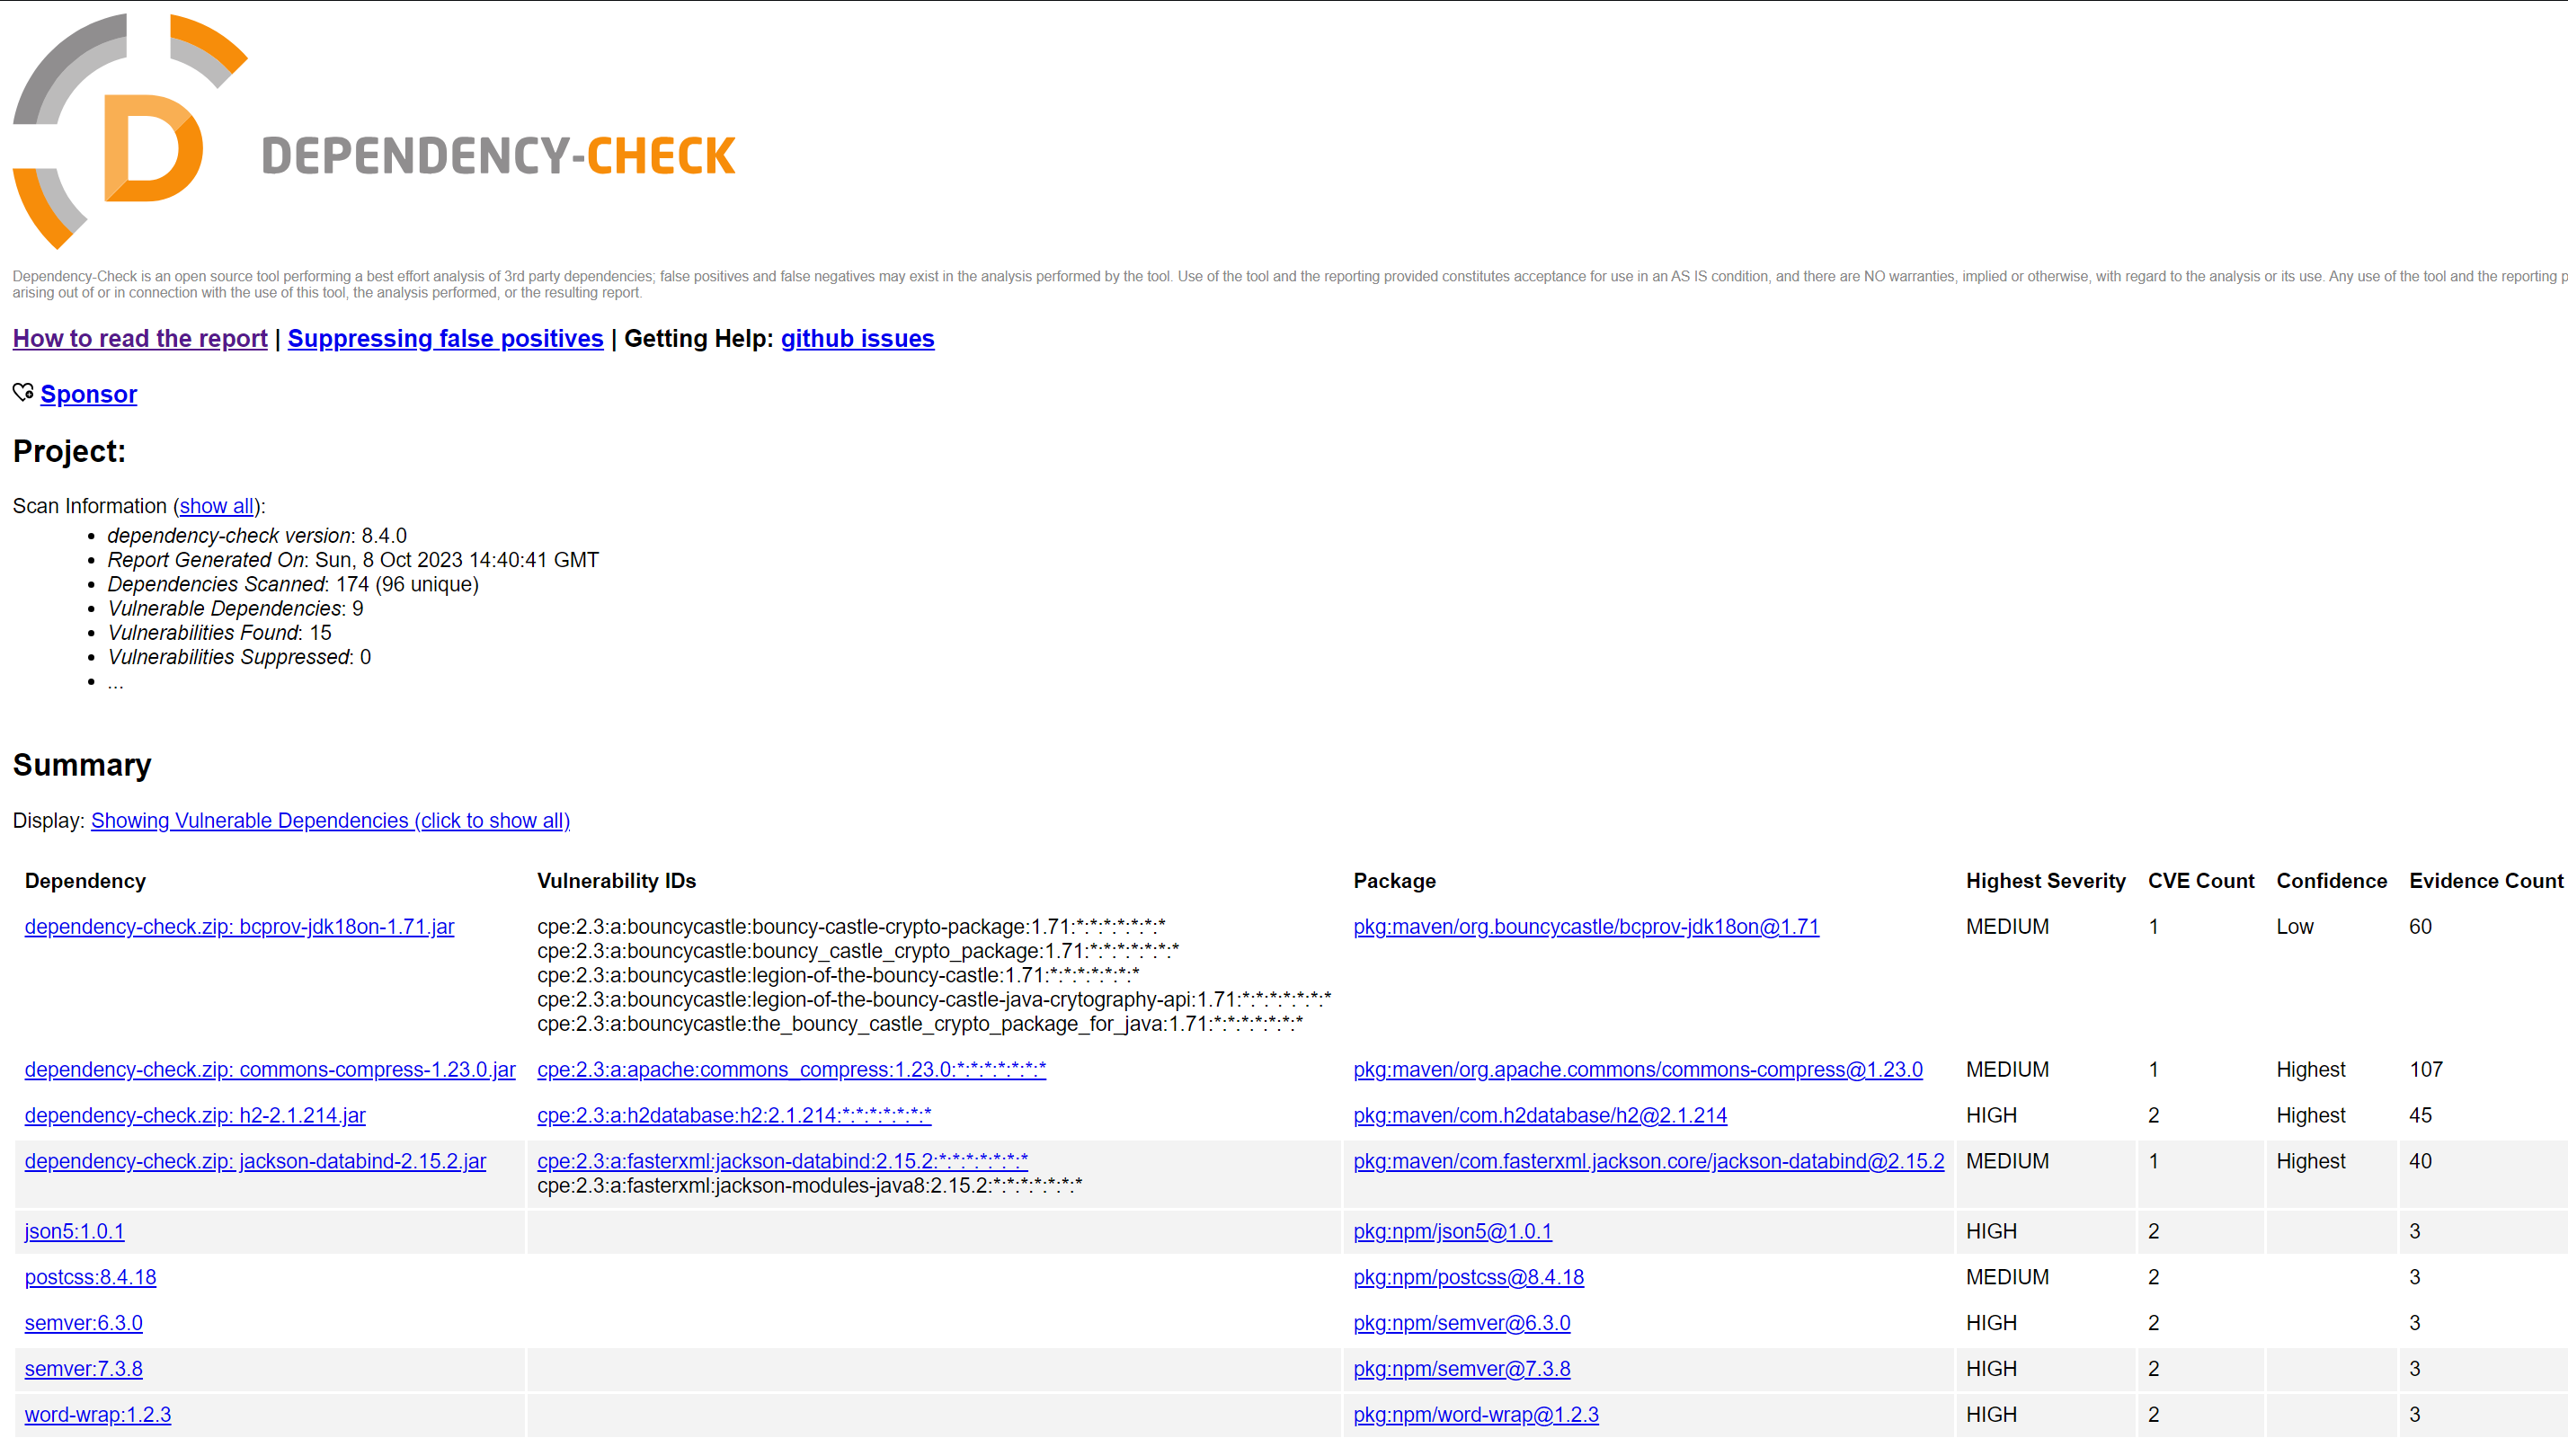 D
DEPENDENCY-CHECK
Dependency-Check is an open source tool performing a best effort analysis of 3rd party dependencies; false positives and false negatives may exist in the analysis performed by the tool. Use of the tool and the reporting provided constitutes acceptance for use in an AS IS condition, and there are NO warranties, implied or otherwise, with regard to the analysis or its use. Any use of the tool and the reporting p
arising out of or in connection with the use of this tool, the analysis performed, or the resulting report.
How to read the report | Suppressing false positives | Getting Help: github issues
Sponsor
Project:
Scan Information (show all):
• dependency-check version: 8.4.0
• Report Generated On: Sun, 8 Oct 2023 14:40:41 GMT
• Dependencies Scanned: 174 (96 unique)
• Vulnerable Dependencies: 9
• Vulnerabilities Found: 15
• Vulnerabilities Suppressed: 0
• ...
Summary
Display: Showing Vulnerable Dependencies (click to show all)
Dependency Vulnerability IDs Package Highest Severity CVE Count Confidence Evidence Count
dependency-check.zip: bcprov-jdk18on-1.71.jar cpe:2.3:a:bouncycastle:bouncy-castle-crypto-package:1.71:*:*:*:*:*:*:* pkg:maven/org.bouncycastle/bcprov-jdk18on@1.71 MEDIUM 1 Low 60
cpe:2.3:a:bouncycastle:bouncy_castle_crypto_package:1.71:*:*:*:*:*:*:*
cpe:2.3:a:bouncycastle:legion-of-the-bouncy-castle:1.71:*:*:*:*:*:*:*
cpe:2.3:a:bouncycastle:legion-of-the-bouncy-castle-java-crytography-api:1.71:*:*:*:*:*:*:*
cpe:2.3:a:bouncycastle:the_bouncy_castle_crypto_package_for_java:1.71:*:*:*:*:*:*:*
dependency-check.zip: commons-compress-1.23.0.jar cpe:2.3:a:apache:commons_compress:1.23.0:*:*:*:*:*:*:* pkg:maven/org.apache.commons/commons-compress@1.23.0 MEDIUM 1 Highest 107
dependency-check.zip: h2-2.1.214.jar cpe:2.3:a:h2database:h2:2.1.214:*:*:*:*:*:*:* pkg:maven/com.h2database/h2@2.1.214 HIGH 2 Highest 45
dependency-check.zip: jackson-databind-2.15.2.jar cpe:2.3:a:fasterxml:jackson-databind:2.15.2:*:*:*:*:*:*:* pkg:maven/com.fasterxml.jackson.core/jackson-databind@2.15.2 MEDIUM 1 Highest 40
cpe:2.3:a:fasterxml:jackson-modules-java8:2.15.2:*:*:*:*:*:*:*
json5:1.0.1 pkg:npm/json5@1.0.1 HIGH 2 3
postcss:8.4.18 pkg:npm/postcss@8.4.18 MEDIUM 2 3
semver:6.3.0 pkg:npm/semver@6.3.0 HIGH 2 3
semver:7.3.8 pkg:npm/semver@7.3.8 HIGH 2 3
word-wrap:1.2.3 pkg:npm/word-wrap@1.2.3 HIGH 2 3